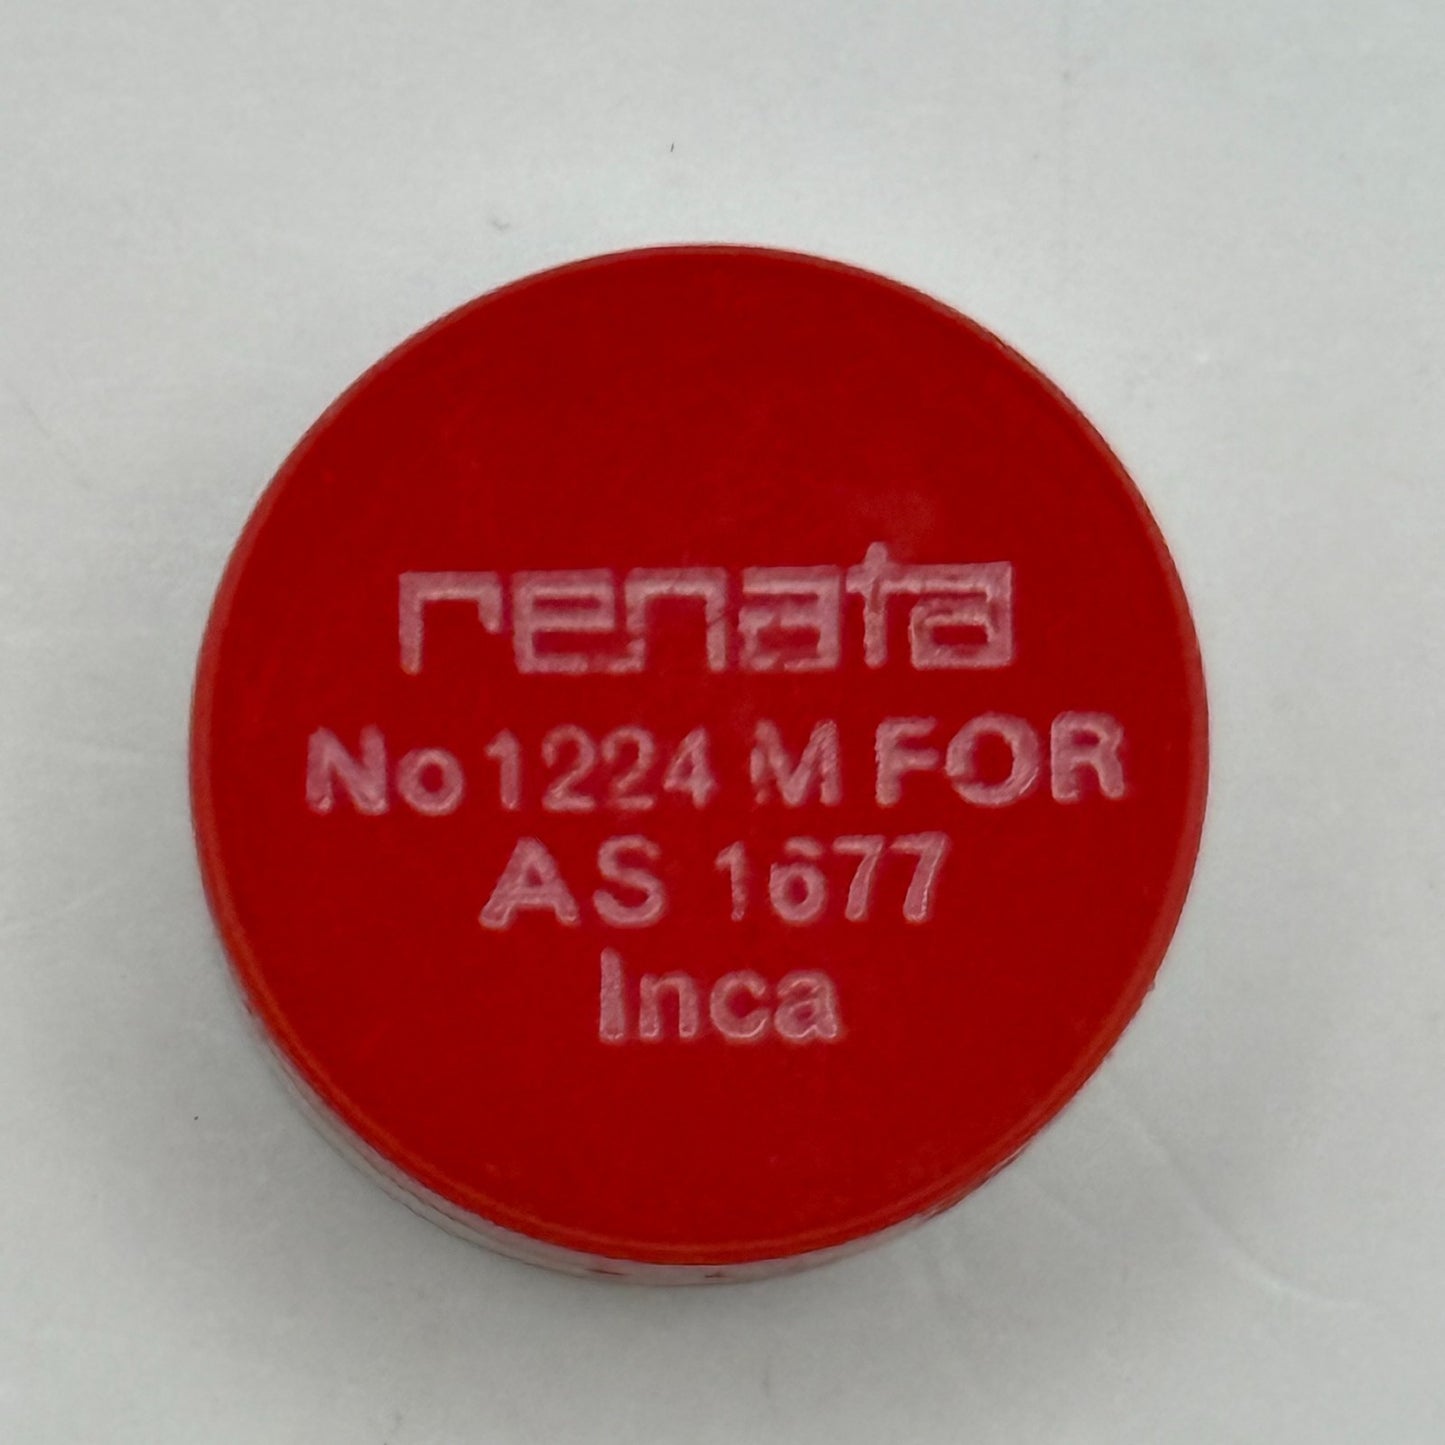 renata
No 1224 M FOR
AS 1677
Inca